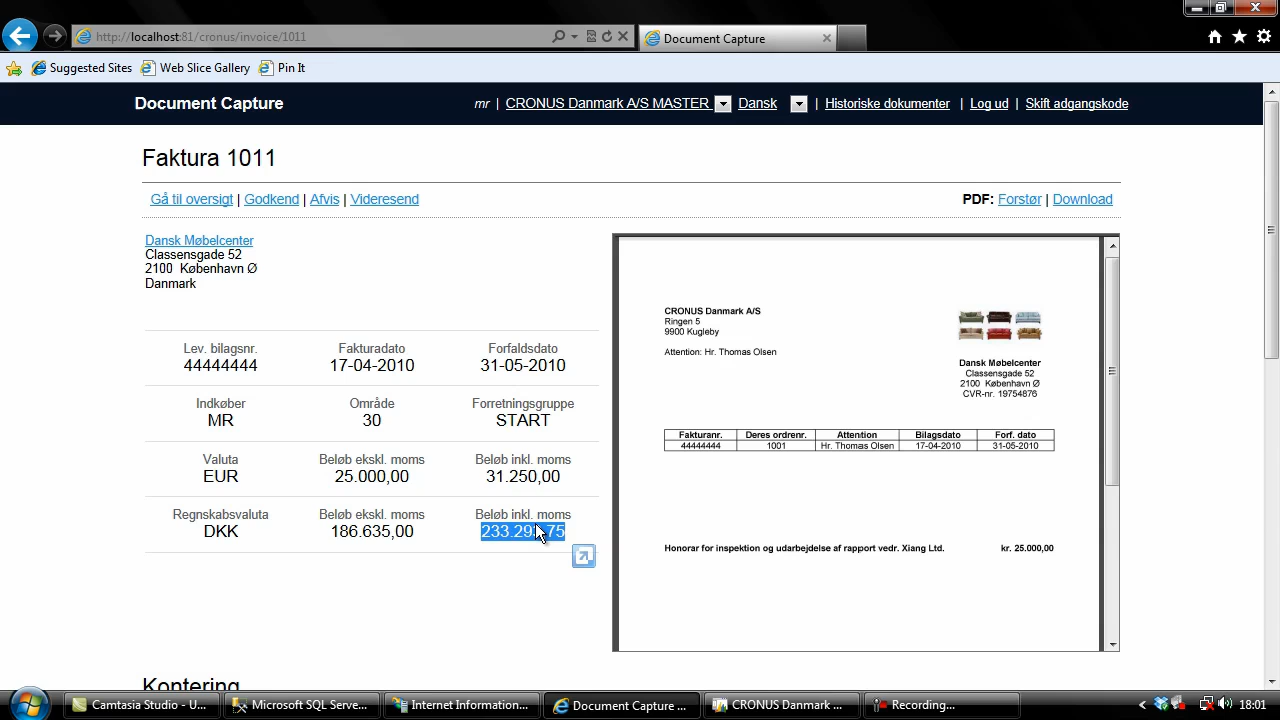 http://localhost:81/cronus/invoice/1011
Document Capture
Suggested Sites
Web Slice Gallery
Pin It
Document Capture
mr | CRONUS Danmark A/S MASTER Dansk | Historiske dokumenter | Log ud | Skift adgangskode
Faktura 1011
Gå til oversigt | Godkend | Afvis | Videresend
PDF: Forstør | Download
Dansk Møbelcenter
Classensgade 52
2100 København Ø
Danmark
Lev. bilagsnr. Fakturadato Forfaldsdato
44444444 17-04-2010 31-05-2010
Indkøber Område Forretningsgruppe
MR 30 START
Valuta Beløb ekskl. moms Beløb inkl. moms
EUR 25.000,00 31.250,00
Regnskabsvaluta Beløb ekskl. moms Beløb inkl. moms
DKK 186.635,00
CRONUS Danmark A/S
Ringen 5
9900 Kugleby
Attention: Hr. Thomas Olsen
Dansk Møbelcenter
Classensgade 52
2100 København Ø
CVR-nr. 19754876
Fakturanr. Deres ordrenr. Attention Bilagsdato Forf. dato
44444444 1001 Hr. Thomas Olsen 17-04-2010 31-05-2010
Honorar for inspektion og udarbejdelse af rapport vedr. Xiang Ltd. kr. 25.000,00
Kontering
Camtasia Studio - U...
Microsoft SQL Serve...
Internet Information...
Document Capture ...
CRONUS Danmark ...
Recording...
18:01